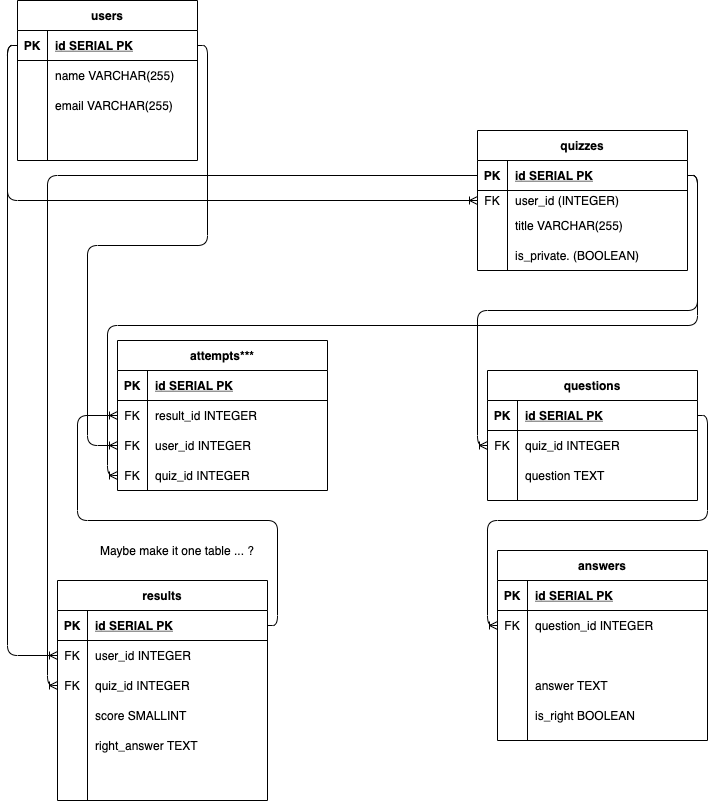 users
PK id SERIAL PK
name VARCHAR(255)
email VARCHAR(255)
quizzes
PK id SERIAL PK
FK user_id (INTEGER)
title VARCHAR(255)
is_private. (BOOLEAN)
attempts***
PK id SERIAL PK
FK result_id INTEGER
FK user_id INTEGER
FK quiz_id INTEGER
questions
PK id SERIAL PK
FK quiz_id INTEGER
question TEXT
Maybe make it one table ... ?
results
PK id SERIAL PK
FK user_id INTEGER
FK quiz_id INTEGER
score SMALLINT
right_answer TEXT
answers
PK id SERIAL PK
FK question_id INTEGER
answer TEXT
is_right BOOLEAN